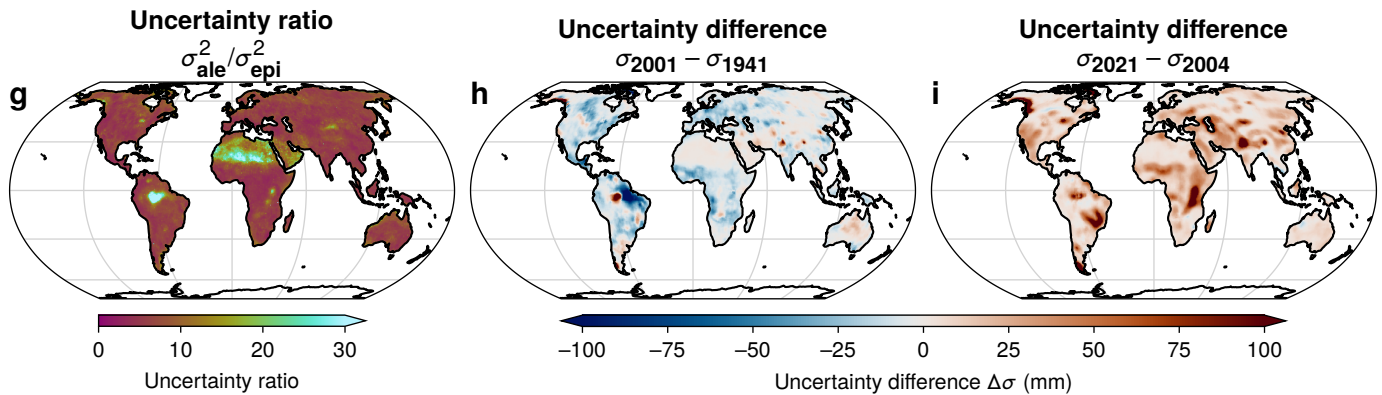 Uncertainty ratio
σ²ale/σ²epi
g
0 10 20 30
Uncertainty ratio
Uncertainty difference
σ2001 − σ1941
h
Uncertainty difference
σ2021 − σ2004
i
−100 −75 −50 −25 0 25 50 75 100
Uncertainty difference Δσ (mm)